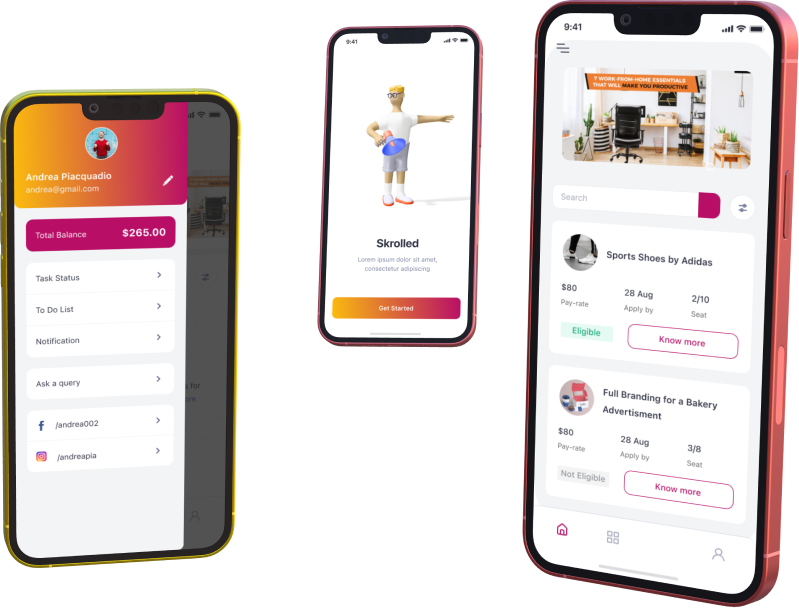 Andrea Piacquadio
andrea@gmail.com
Total Balance $265.00
Task Status
To Do List
Notification
Ask a query
/andrea002
/andreapia
9:41
Skrolled
Lorem ipsum dolor sit amet,
consectetur adipiscing
Get Started
9:41
7 WORK-FROM-HOME ESSENTIALS
THAT WILL MAKE YOU PRODUCTIVE
Search
Sports Shoes by Adidas
$80 28 Aug 2/10
Pay-rate Apply by Seat
Eligible Know more
Full Branding for a Bakery
Advertisment
$80 28 Aug 3/8
Pay-rate Apply by Seat
Not Eligible Know more